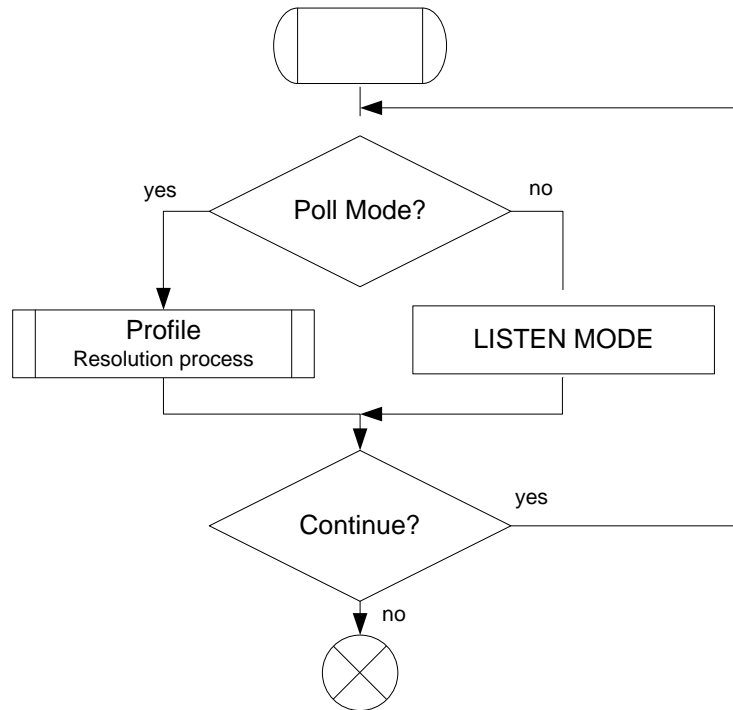 yes
no
Poll Mode?
Profile
Resolution process
LISTEN MODE
Continue?
yes
no